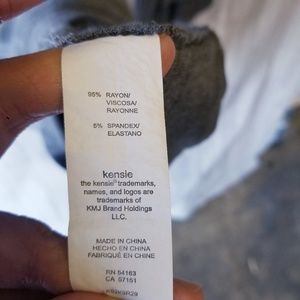 95% RAYON/
VISCOSA/
RAYONNE
5% SPANDEX/
ELASTANO
kensie
the kensie® trademarks,
names, and logos are
trademarks of
KMJ Brand Holdings
LLC.
MADE IN CHINA
HECHO EN CHINA
FABRIQUÉ EN CHINE
RN 54163
CA 57151